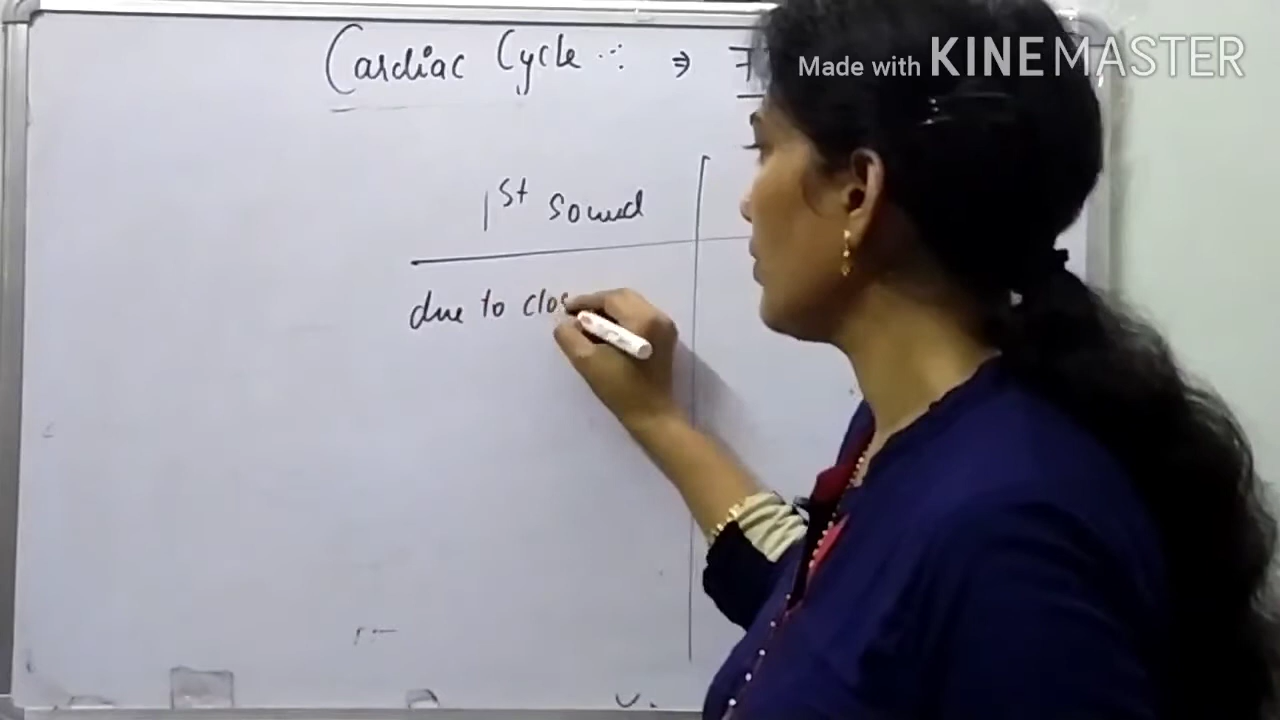 Made with KINEMASTER
Cardiac Cycle ∴ ⇒
1st sound
due to clos